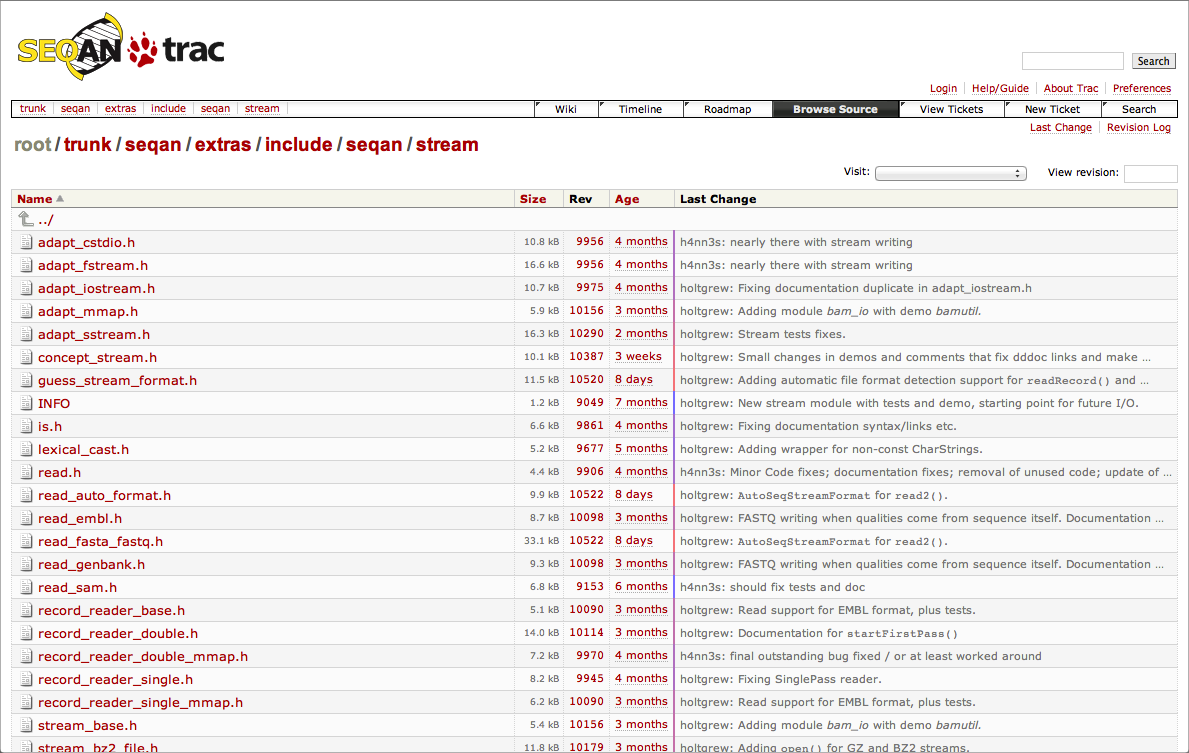 SEQAN trac
Search
Login Help/Guide About Trac Preferences
trunk seqan extras include seqan stream Wiki Timeline Roadmap Browse Source View Tickets New Ticket Search
Last Change Revision Log
root / trunk / seqan / extras / include / seqan / stream
Visit: View revision:
Name Size Rev Age Last Change
../
adapt_cstdio.h 10.8 kB 9956 4 months h4nn3s: nearly there with stream writing
adapt_fstream.h 16.6 kB 9956 4 months h4nn3s: nearly there with stream writing
adapt_iostream.h 10.7 kB 9975 4 months holtgrew: Fixing documentation duplicate in adapt_iostream.h
adapt_mmap.h 5.9 kB 10156 3 months holtgrew: Adding module bam_io with demo bamutil.
adapt_sstream.h 16.3 kB 10290 2 months holtgrew: Stream tests fixes.
concept_stream.h 10.1 kB 10387 3 weeks holtgrew: Small changes in demos and comments that fix dddoc links and make ...
guess_stream_format.h 11.5 kB 10520 8 days holtgrew: Adding automatic file format detection support for readRecord() and ...
INFO 1.2 kB 9049 7 months holtgrew: New stream module with tests and demo, starting point for future I/O.
is.h 6.6 kB 9861 4 months holtgrew: Fixing documentation syntax/links etc.
lexical_cast.h 5.2 kB 9677 5 months holtgrew: Adding wrapper for non-const CharStrings.
read.h 4.4 kB 9906 4 months h4nn3s: Minor Code fixes; documentation fixes; removal of unused code; update of ...
read_auto_format.h 9.9 kB 10522 8 days holtgrew: AutoSeqStreamFormat for read2().
read_embl.h 8.7 kB 10098 3 months holtgrew: FASTQ writing when qualities come from sequence itself. Documentation ...
read_fasta_fastq.h 33.1 kB 10522 8 days holtgrew: AutoSeqStreamFormat for read2().
read_genbank.h 9.3 kB 10098 3 months holtgrew: FASTQ writing when qualities come from sequence itself. Documentation ...
read_sam.h 6.8 kB 9153 6 months h4nn3s: should fix tests and doc
record_reader_base.h 5.1 kB 10090 3 months holtgrew: Read support for EMBL format, plus tests.
record_reader_double.h 14.0 kB 10114 3 months holtgrew: Documentation for startFirstPass()
record_reader_double_mmap.h 7.2 kB 9970 4 months h4nn3s: final outstanding bug fixed / or at least worked around
record_reader_single.h 8.2 kB 9945 4 months holtgrew: Fixing SinglePass reader.
record_reader_single_mmap.h 6.2 kB 10090 3 months holtgrew: Read support for EMBL format, plus tests.
stream_base.h 5.4 kB 10156 3 months holtgrew: Adding module bam_io with demo bamutil.
stream_bz2_file.h 11.8 kB 10179 3 months holtgrew: Adding open() for GZ and BZ2 streams.